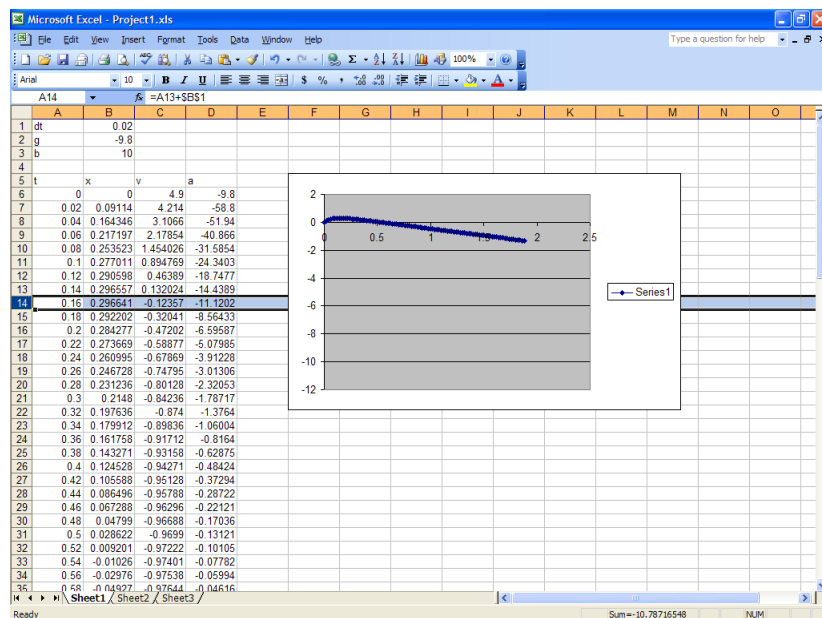 Microsoft Excel - Project1.xls
File Edit View Insert Format Tools Data Window Help
Type a question for help
100%
Arial 10 B I U $ % ,
A14 fx =A13+$B$1
A B C D E F G H I J K L M N O
1 dt 0.02
2 g -9.8
3 b 10
4
5 t x v a
6 0 0 4.9 -9.8
7 0.02 0.09114 4.214 -58.8
8 0.04 0.164346 3.1066 -51.94
9 0.06 0.217197 2.17854 -40.866
10 0.08 0.253523 1.454026 -31.5854
11 0.1 0.277011 0.894769 -24.3403
12 0.12 0.290598 0.46389 -18.7477
13 0.14 0.296557 0.132024 -14.4389
14 0.16 0.296641 -0.12357 -11.1202
15 0.18 0.292202 -0.32041 -8.56433
16 0.2 0.284277 -0.47202 -6.59587
17 0.22 0.273669 -0.58877 -5.07985
18 0.24 0.260995 -0.67869 -3.91228
19 0.26 0.246728 -0.74795 -3.01306
20 0.28 0.231236 -0.80128 -2.32053
21 0.3 0.2148 -0.84236 -1.78717
22 0.32 0.197636 -0.874 -1.3764
23 0.34 0.179912 -0.89836 -1.06004
24 0.36 0.161758 -0.91712 -0.8164
25 0.38 0.143271 -0.93158 -0.62875
26 0.4 0.124528 -0.94271 -0.48424
27 0.42 0.105588 -0.95128 -0.37294
28 0.44 0.086496 -0.95788 -0.28722
29 0.46 0.067288 -0.96296 -0.22121
30 0.48 0.04799 -0.96688 -0.17036
31 0.5 0.028622 -0.9699 -0.13121
32 0.52 0.009201 -0.97222 -0.10105
33 0.54 -0.01026 -0.97401 -0.07782
34 0.56 -0.02976 -0.97538 -0.05994
35 0.58 -0.04927 -0.97644 -0.04616
2
0
-2
-4
-6
-8
-10
-12
0 0.5 1 1.5 2 2.5
Series1
Sheet1 Sheet2 Sheet3
Ready Sum=-10.78716548 NUM